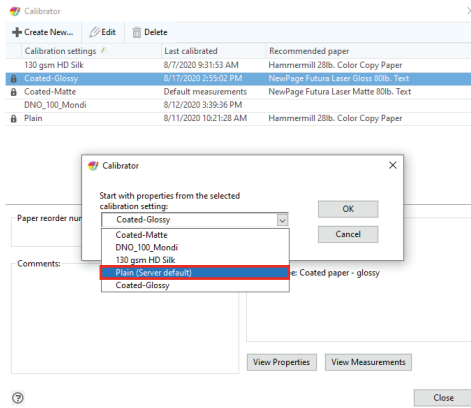 Calibrator
Create New... Edit Delete
Calibration settings Last calibrated Recommended paper
130 gsm HD Silk 8/7/2020 9:31:53 AM Hammermill 28lb. Color Copy Paper
Coated-Glossy 8/17/2020 2:55:02 PM NewPage Futura Laser Gloss 80lb. Text
Coated-Matte Default measurements NewPage Futura Laser Matte 80lb. Text
DNO_100_Mondi 8/12/2020 3:39:36 PM
Plain 8/11/2020 10:21:28 AM Hammermill 28lb. Color Copy Paper
Calibrator
Start with properties from the selected
calibration setting:
Coated-Glossy
OK
Cancel
Coated-Matte
DNO_100_Mondi
130 gsm HD Silk
Plain (Server default)
Coated-Glossy
Paper reorder
Comments:
Coated paper - glossy
View Properties View Measurements
Close